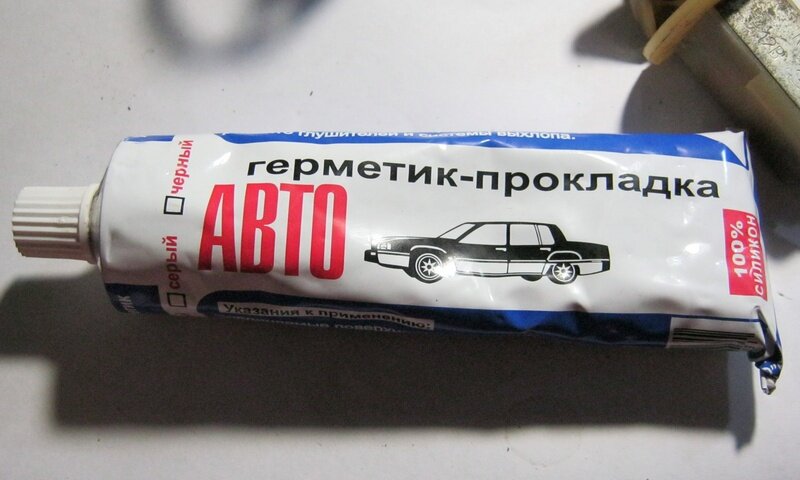 глушителей и системы выхлопа.
герметик-прокладка
АВТО
черный
серый
100%
силикон
Указания к применению: